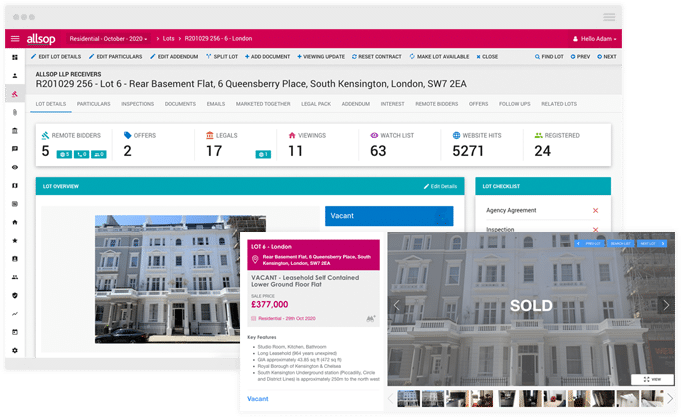 allsop
Residential - October - 2020
> Lots > R201029 256 - 6 - London
Hello Adam
EDIT LOT DETAILS EDIT PARTICULARS EDIT ADDENDUM SPLIT LOT + ADD DOCUMENT + VIEWING UPDATE RESET CONTRACT MAKE LOT AVAILABLE CLOSE FIND LOT PREV NEXT
ALLSOP LLP RECEIVERS
R201029 256 - Lot 6 - Rear Basement Flat, 6 Queensberry Place, South Kensington, London, SW7 2EA
LOT DETAILS PARTICULARS INSPECTIONS DOCUMENTS EMAILS MARKETED TOGETHER LEGAL PACK ADDENDUM INTEREST REMOTE BIDDERS OFFERS FOLLOW UPS RELATED LOTS
REMOTE BIDDERS OFFERS LEGALS VIEWINGS WATCH LIST WEBSITE HITS REGISTERED
5 5 0 0 2 17 1 11 63 5271 24
LOT OVERVIEW Edit Details
LOT CHECKLIST
Vacant
Agency Agreement
Inspection
LOT 6 - London
Rear Basement Flat, 6 Queensberry Place, South
Kensington, London, SW7 2EA
VACANT - Leasehold Self Contained
Lower Ground Floor Flat
SALE PRICE
£377,000
Residential - 29th Oct 2020
Key Features
Studio Room, Kitchen, Bathroom
Long Leasehold (964 years unexpired)
GIA approximately 43.85 sq m (472 sq ft)
Royal Borough of Kensington & Chelsea
South Kensington Underground station (Piccadilly, Circle
and District Lines) is approximately 250m to the north west
Vacant
PREV LOT SEARCH LIST NEXT LOT
SOLD
VIEW